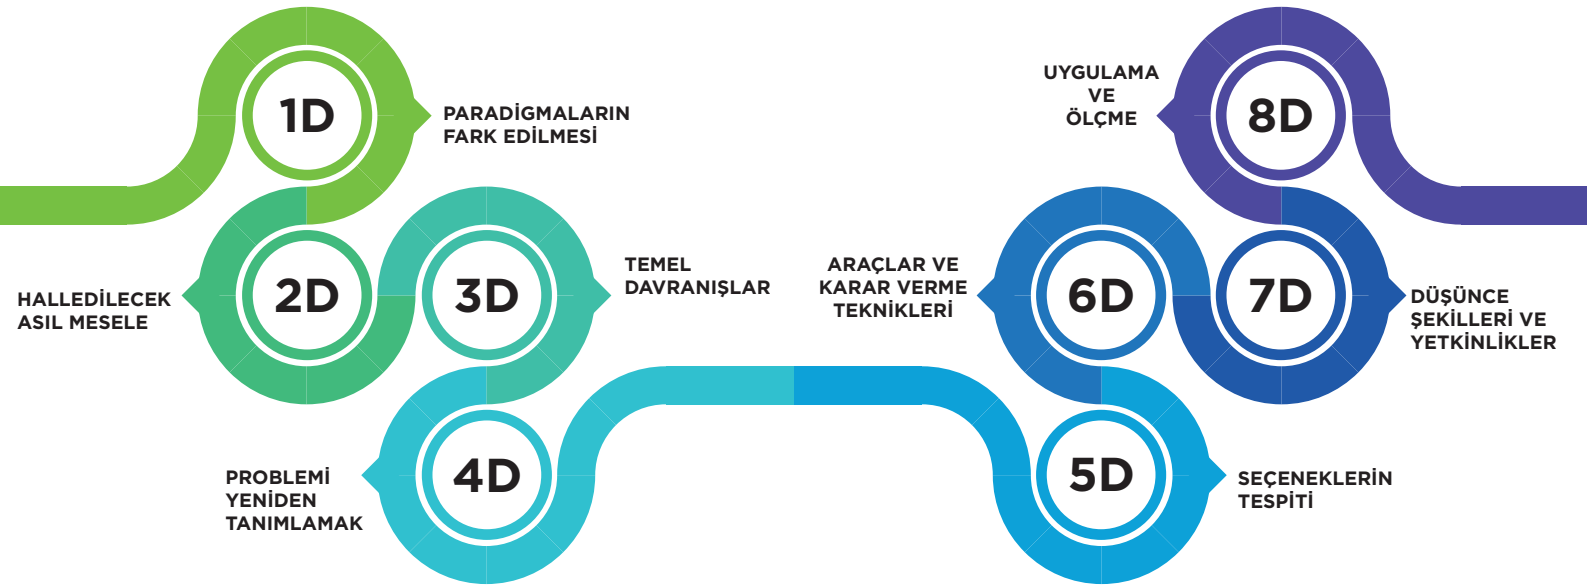 1D
PARADİGMALARIN
FARK EDİLMESİ
2D
HALLEDİLECEK
ASIL MESELE
3D
TEMEL
DAVRANIŞLAR
4D
PROBLEMİ
YENİDEN
TANIMLAMAK
5D
SEÇENEKLERİN
TESPİTİ
6D
ARAÇLAR VE
KARAR VERME
TEKNİKLERİ
7D
DÜŞÜNCE
ŞEKİLLERİ VE
YETKİNLİKLER
8D
UYGULAMA
VE
ÖLÇME